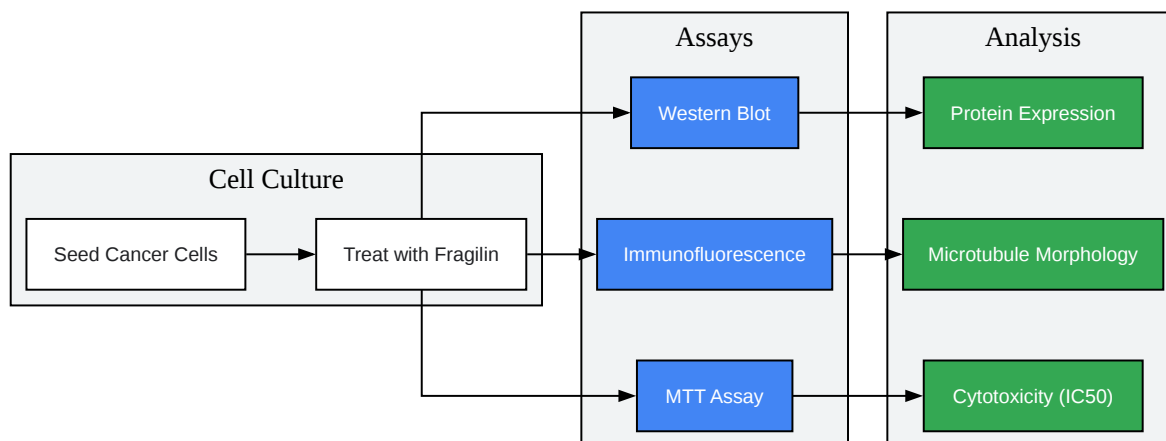 Cell Culture
Seed Cancer Cells
Treat with Fragilin
Assays
Western Blot
Immunofluorescence
MTT Assay
Analysis
Protein Expression
Microtubule Morphology
Cytotoxicity (IC50)